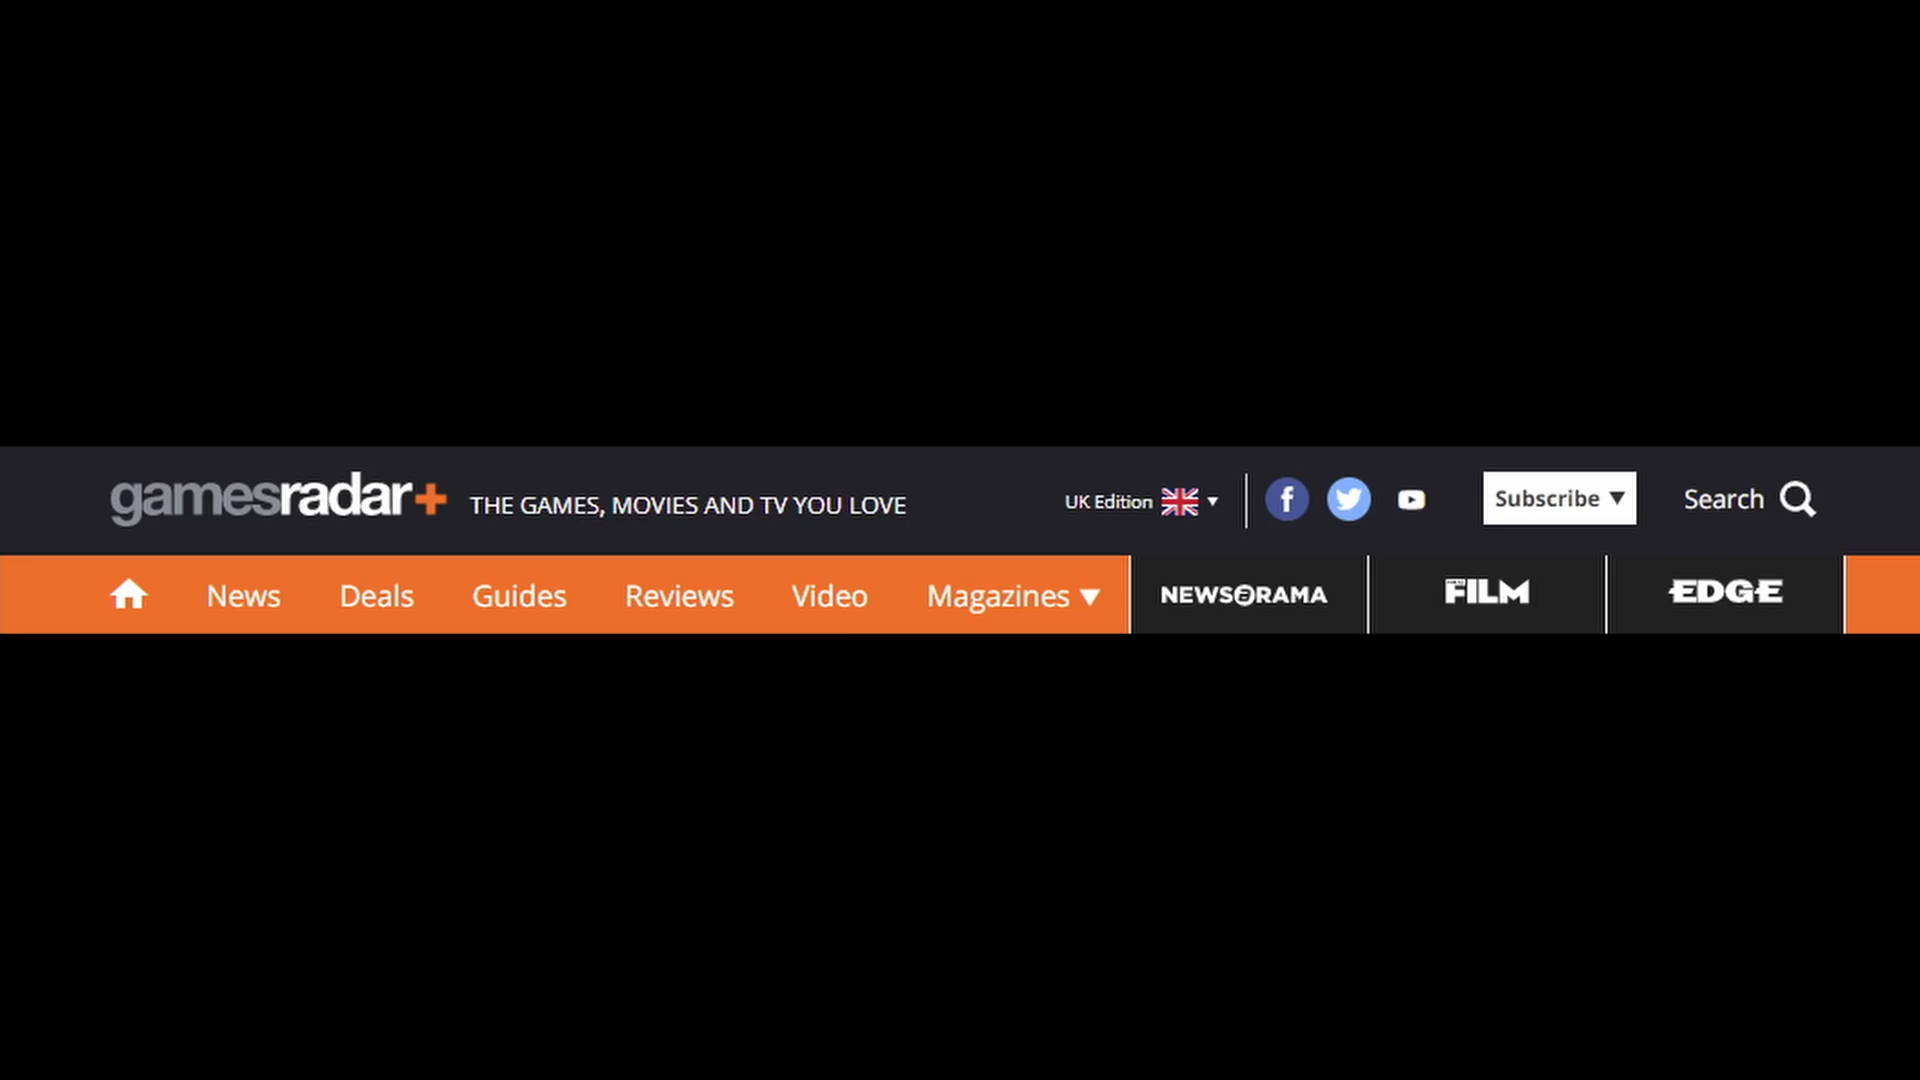 gamesradar+ THE GAMES, MOVIES AND TV YOU LOVE UK Edition f Subscribe ▼ Search
News Deals Guides Reviews Video Magazines ▼ NEWSARAMA FILM EDGE